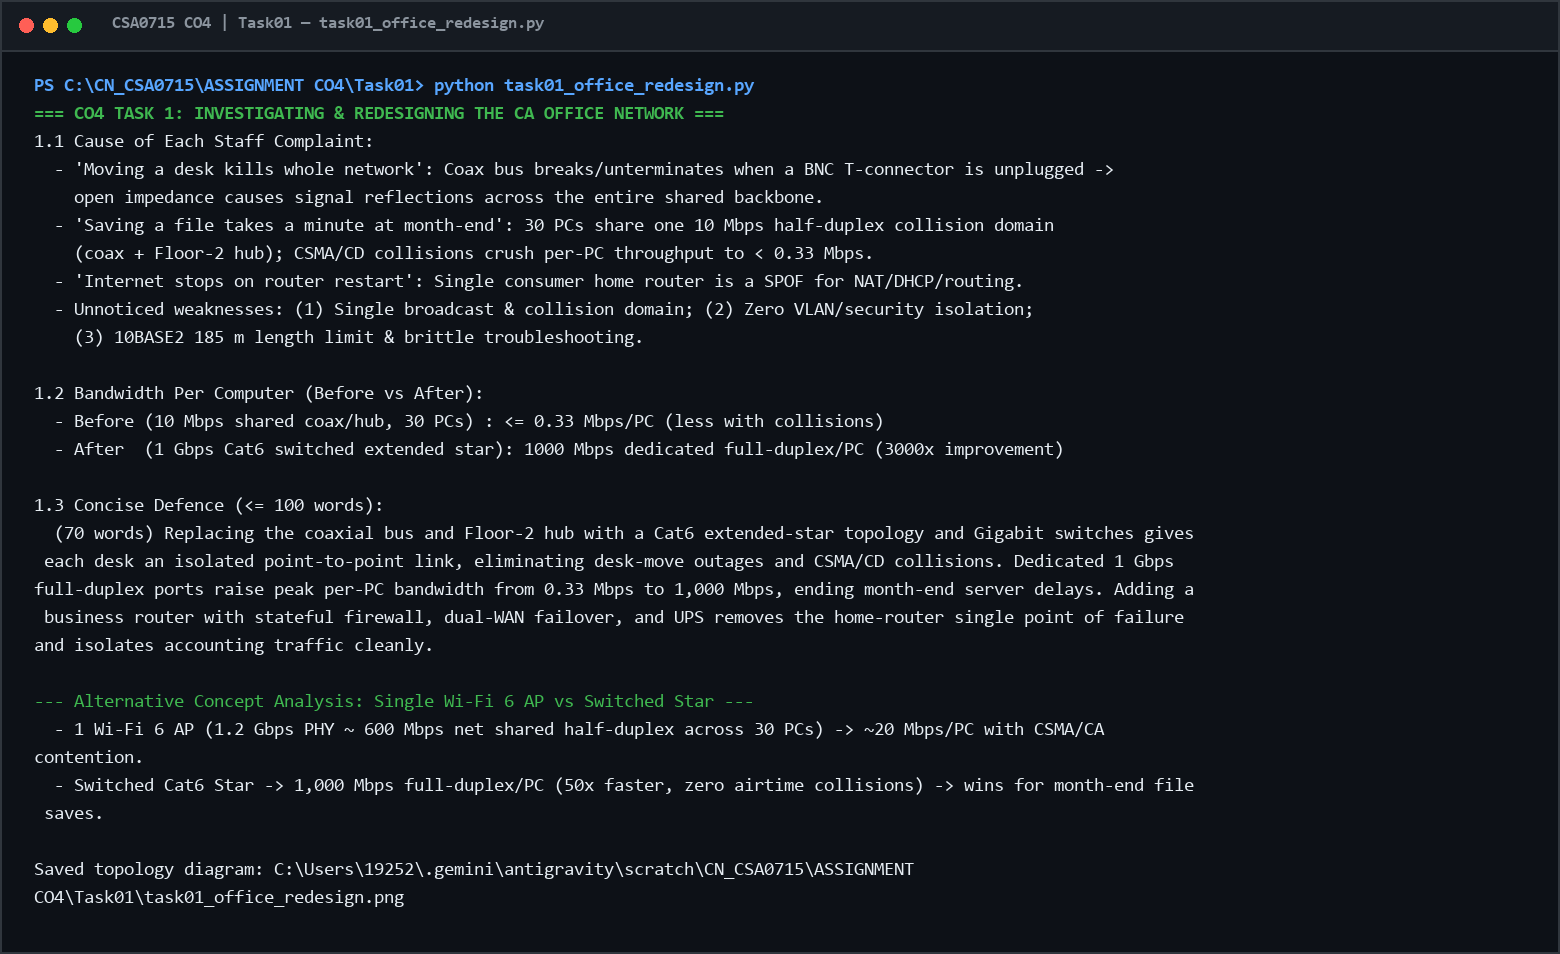 CSA0715 CO4 | Task01 — task01_office_redesign.py
PS C:\CN_CSA0715\ASSIGNMENT CO4\Task01> python task01_office_redesign.py
=== CO4 TASK 1: INVESTIGATING & REDESIGNING THE CA OFFICE NETWORK ===
1.1 Cause of Each Staff Complaint:
  - 'Moving a desk kills whole network': Coax bus breaks/unterminates when a BNC T-connector is unplugged ->
    open impedance causes signal reflections across the entire shared backbone.
  - 'Saving a file takes a minute at month-end': 30 PCs share one 10 Mbps half-duplex collision domain
    (coax + Floor-2 hub); CSMA/CD collisions crush per-PC throughput to < 0.33 Mbps.
  - 'Internet stops on router restart': Single consumer home router is a SPOF for NAT/DHCP/routing.
  - Unnoticed weaknesses: (1) Single broadcast & collision domain; (2) Zero VLAN/security isolation;
    (3) 10BASE2 185 m length limit & brittle troubleshooting.
1.2 Bandwidth Per Computer (Before vs After):
  - Before (10 Mbps shared coax/hub, 30 PCs) : <= 0.33 Mbps/PC (less with collisions)
  - After  (1 Gbps Cat6 switched extended star): 1000 Mbps dedicated full-duplex/PC (3000x improvement)
1.3 Concise Defence (<= 100 words):
  (70 words) Replacing the coaxial bus and Floor-2 hub with a Cat6 extended-star topology and Gigabit switches gives
 each desk an isolated point-to-point link, eliminating desk-move outages and CSMA/CD collisions. Dedicated 1 Gbps
full-duplex ports raise peak per-PC bandwidth from 0.33 Mbps to 1,000 Mbps, ending month-end server delays. Adding a
 business router with stateful firewall, dual-WAN failover, and UPS removes the home-router single point of failure
and isolates accounting traffic cleanly.
--- Alternative Concept Analysis: Single Wi-Fi 6 AP vs Switched Star ---
  - 1 Wi-Fi 6 AP (1.2 Gbps PHY ~ 600 Mbps net shared half-duplex across 30 PCs) -> ~20 Mbps/PC with CSMA/CA
contention.
  - Switched Cat6 Star -> 1,000 Mbps full-duplex/PC (50x faster, zero airtime collisions) -> wins for month-end file
 saves.
Saved topology diagram: C:\Users\19252\.gemini\antigravity\scratch\CN_CSA0715\ASSIGNMENT
CO4\Task01\task01_office_redesign.png